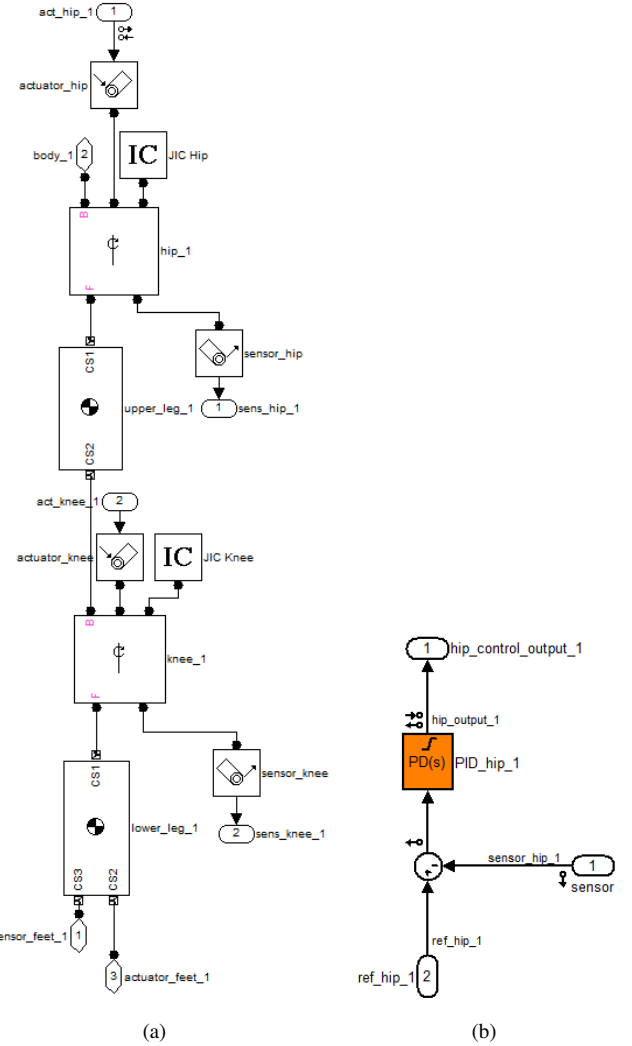 act_hip_1
1
actuator_hip
body_1
2
IC
JIC Hip
B
hip_1
F
CS1
sensor_hip
upper_leg_1
1
sens_hip_1
CS2
act_knee_1
2
actuator_knee
IC
JIC Knee
B
knee_1
F
CS1
sensor_knee
lower_leg_1
2
sens_knee_1
CS3
CS2
ensor_feet_1
1
3
actuator_feet_1
(a)
1
hip_control_output_1
hip_output_1
PD(s)
PID_hip_1
sensor_hip_1
1
sensor
ref_hip_1
ref_hip_1
2
(b)